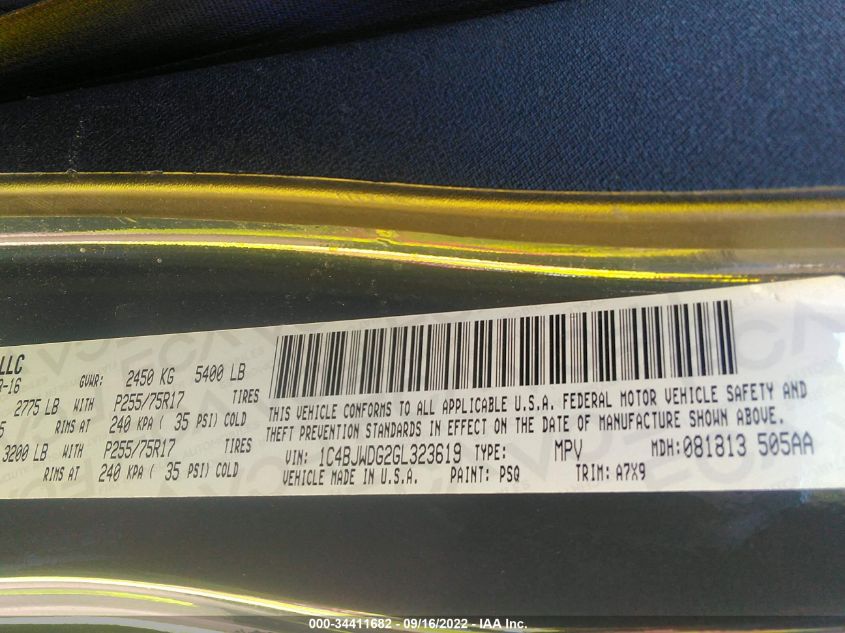 LLC
GVWR: 2450 KG 5400 LB
-16
2775 LB WITH P255/75R17 TIRES
5 RIMS AT 240 KPA ( 35 PSI) COLD
3200 LB WITH P255/75R17 TIRES
RIMS AT 240 KPA ( 35 PSI) COLD
THIS VEHICLE CONFORMS TO ALL APPLICABLE U.S.A. FEDERAL MOTOR VEHICLE SAFETY AND
THEFT PREVENTION STANDARDS IN EFFECT ON THE DATE OF MANUFACTURE SHOWN ABOVE.
VIN: 1C4BJWDG2GL323619 TYPE: MPV MDH:081813 505AA
VEHICLE MADE IN U.S.A. PAINT: PSQ TRIM: A7X9
000-34411682 - 09/16/2022 - IAA Inc.